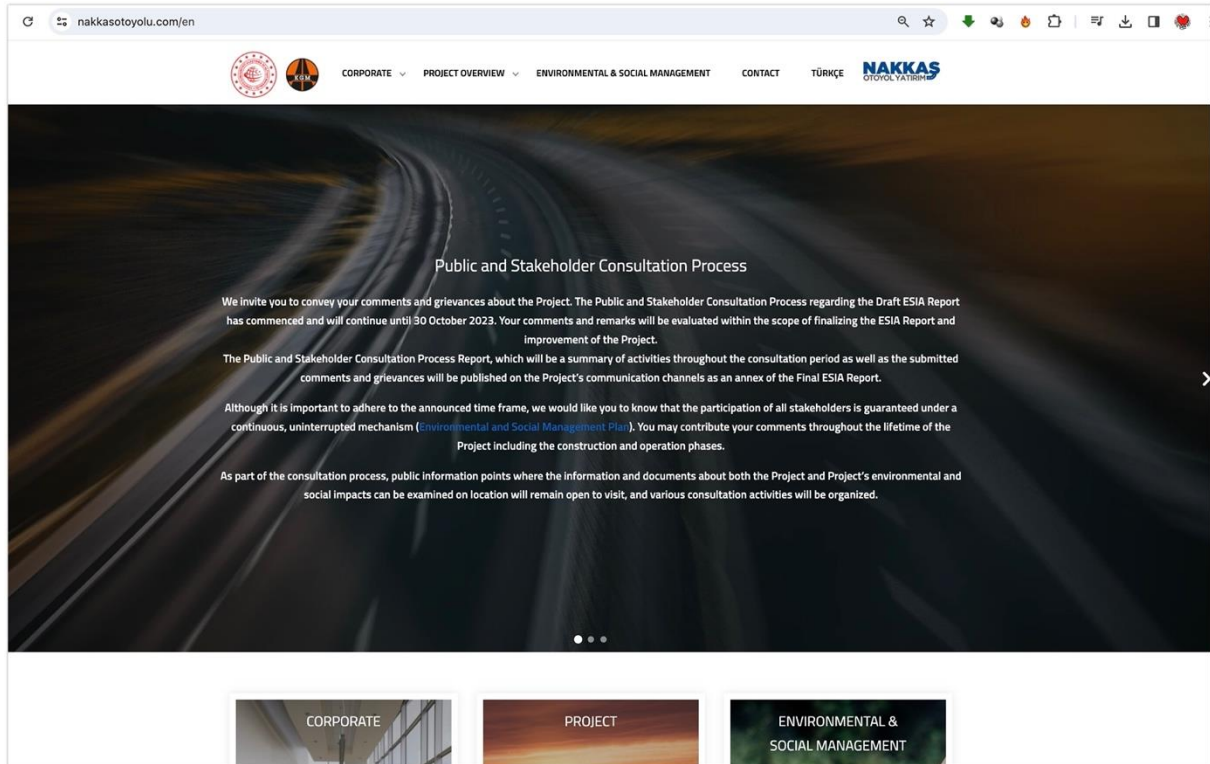 nakkasotoyolu.com/en
KGM
CORPORATE
PROJECT OVERVIEW
ENVIRONMENTAL & SOCIAL MANAGEMENT
CONTACT
TÜRKÇE
NAKKAŞ
OTOYOL YATIRIM
Public and Stakeholder Consultation Process
We invite you to convey your comments and grievances about the Project. The Public and Stakeholder Consultation Process regarding the Draft ESIA Report
has commenced and will continue until 30 October 2023. Your comments and remarks will be evaluated within the scope of finalizing the ESIA Report and
improvement of the Project.
The Public and Stakeholder Consultation Process Report, which will be a summary of activities throughout the consultation period as well as the submitted
comments and grievances will be published on the Project's communication channels as an annex of the Final ESIA Report.
Although it is important to adhere to the announced time frame, we would like you to know that the participation of all stakeholders is guaranteed under a
continuous, uninterrupted mechanism (Environmental and Social Management Plan). You may contribute your comments throughout the lifetime of the
Project including the construction and operation phases.
As part of the consultation process, public information points where the information and documents about both the Project and Project's environmental and
social impacts can be examined on location will remain open to visit, and various consultation activities will be organized.
CORPORATE
PROJECT
ENVIRONMENTAL &
SOCIAL MANAGEMENT